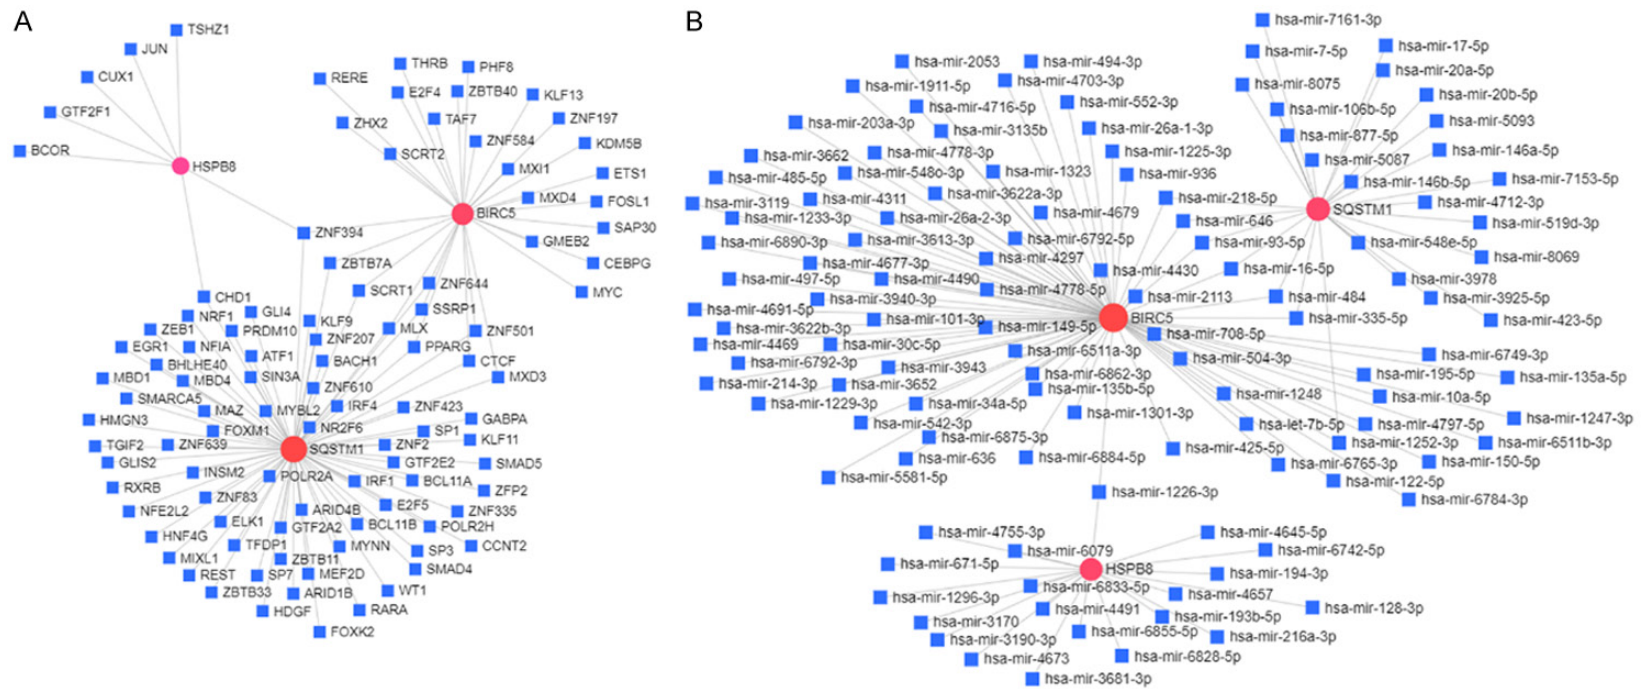 A
TSHZ1
JUN
CUX1
GTF2F1
BCOR
HSPB8
THRB
PHF8
RERE
E2F4
ZBTB40
KLF13
ZHX2
TAF7
ZNF197
SCRT2
ZNF584
KDM5B
MXI1
ETS1
MXD4
FOSL1
BIRC5
SAP30
ZNF394
GMEB2
ZBTB7A
CEBPG
SCRT1
ZNF644
MYC
CHD1
GLI4
SSRP1
NRF1
KLF9
ZEB1
PRDM10
ZNF207
MLX
ZNF501
EGR1
NFIA
ATF1
BACH1
PPARG
CTCF
BHLHE40
MBD1
MBD4
SIN3A
ZNF610
MXD3
SMARCA5
MAZ
MYBL2
IRF4
ZNF423
HMGN3
FOXM1
NR2F6
SP1
GABPA
TGIF2
ZNF639
SQSTM1
ZNF2
KLF11
GLIS2
INSM2
POLR2A
GTF2E2
SMAD5
RXRB
ZNF83
IRF1
BCL11A
ZFP2
NFE2L2
ARID4B
E2F5
ZNF335
ELK1
GTF2A2
BCL11B
POLR2H
HNF4G
TFDP1
MYNN
SP3
CCNT2
MIXL1
ZBTB11
SMAD4
REST
SP7
MEF2D
ZBTB33
ARID1B
WT1
HDGF
RARA
FOXK2
B
hsa-mir-7161-3p
hsa-mir-7-5p
hsa-mir-17-5p
hsa-mir-2053
hsa-mir-494-3p
hsa-mir-20a-5p
hsa-mir-1911-5p
hsa-mir-4703-3p
hsa-mir-8075
hsa-mir-20b-5p
hsa-mir-4716-5p
hsa-mir-552-3p
hsa-mir-106b-5p
hsa-mir-5093
hsa-mir-203a-3p
hsa-mir-3135b
hsa-mir-26a-1-3p
hsa-mir-877-5p
hsa-mir-146a-5p
hsa-mir-3662
hsa-mir-4778-3p
hsa-mir-1225-3p
hsa-mir-5087
hsa-mir-485-5p
hsa-mir-548o-3p
hsa-mir-1323
hsa-mir-936
hsa-mir-146b-5p
hsa-mir-7153-5p
hsa-mir-3119
hsa-mir-4311
hsa-mir-3622a-3p
hsa-mir-218-5p
SQSTM1
hsa-mir-4712-3p
hsa-mir-1233-3p
hsa-mir-26a-2-3p
hsa-mir-4679
hsa-mir-646
hsa-mir-519d-3p
hsa-mir-6890-3p
hsa-mir-3613-3p
hsa-mir-6792-5p
hsa-mir-93-5p
hsa-mir-548e-5p
hsa-mir-4677-3p
hsa-mir-4297
hsa-mir-4430
hsa-mir-16-5p
hsa-mir-8069
hsa-mir-497-5p
hsa-mir-4490
hsa-mir-4778-5p
hsa-mir-2113
hsa-mir-484
hsa-mir-3978
hsa-mir-3925-5p
hsa-mir-4691-5p
hsa-mir-3940-3p
hsa-mir-101-3p
BIRC5
hsa-mir-335-5p
hsa-mir-423-5p
hsa-mir-3622b-3p
hsa-mir-149-5p
hsa-mir-708-5p
hsa-mir-4469
hsa-mir-30c-5p
hsa-mir-6511a-3p
hsa-mir-504-3p
hsa-mir-6749-3p
hsa-mir-6792-3p
hsa-mir-3943
hsa-mir-6862-3p
hsa-mir-195-5p
hsa-mir-135a-5p
hsa-mir-214-3p
hsa-mir-3652
hsa-mir-135b-5p
hsa-mir-1248
hsa-mir-10a-5p
hsa-mir-1229-3p
hsa-mir-34a-5p
hsa-mir-1301-3p
hsa-mir-1247-3p
hsa-mir-542-3p
hsa-mir-let-7b-5p
hsa-mir-4797-5p
hsa-mir-6875-3p
hsa-mir-425-5p
hsa-mir-1252-3p
hsa-mir-6511b-3p
hsa-mir-636
hsa-mir-6884-5p
hsa-mir-6765-3p
hsa-mir-150-5p
hsa-mir-5581-5p
hsa-mir-122-5p
hsa-mir-1226-3p
hsa-mir-6784-3p
hsa-mir-4755-3p
hsa-mir-4645-5p
hsa-mir-671-5p
hsa-mir-6079
hsa-mir-6742-5p
HSPB8
hsa-mir-194-3p
hsa-mir-1296-3p
hsa-mir-6833-5p
hsa-mir-4657
hsa-mir-128-3p
hsa-mir-3170
hsa-mir-4491
hsa-mir-193b-5p
hsa-mir-3190-3p
hsa-mir-6855-5p
hsa-mir-216a-3p
hsa-mir-4673
hsa-mir-6828-5p
hsa-mir-3681-3p